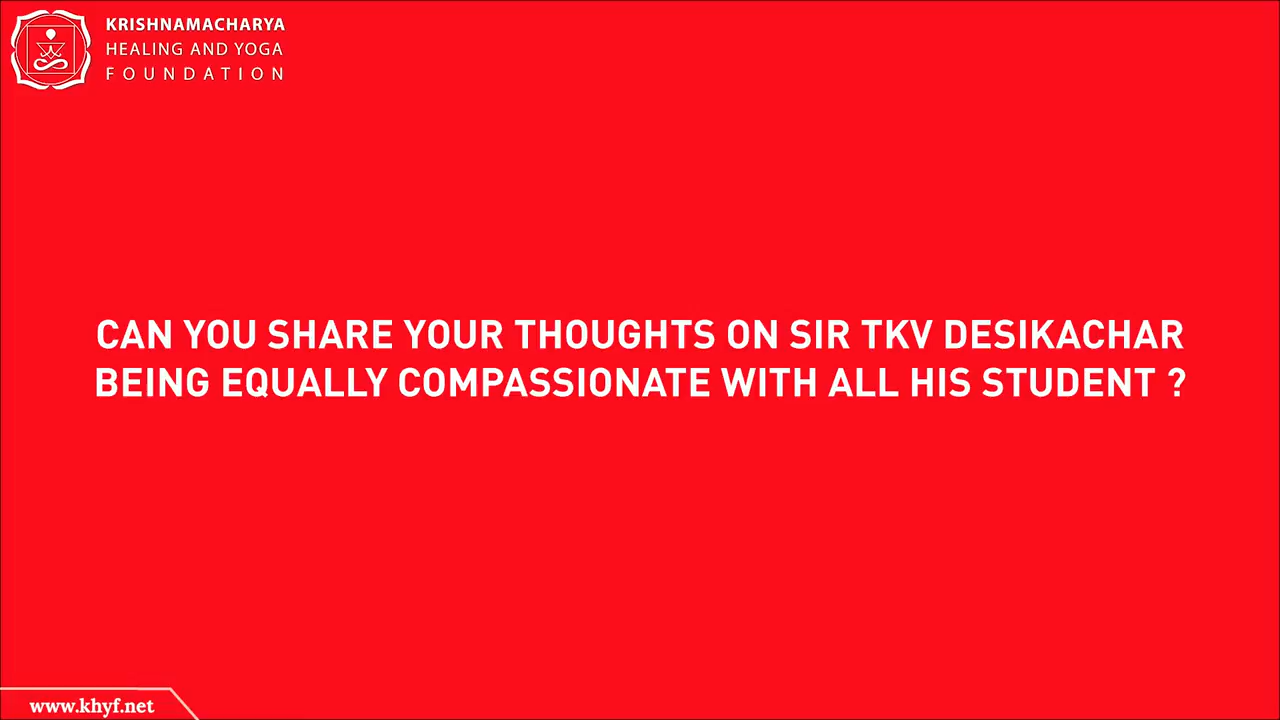 KRISHNAMACHARYA
HEALING AND YOGA
FOUNDATION
CAN YOU SHARE YOUR THOUGHTS ON SIR TKV DESIKACHAR
BEING EQUALLY COMPASSIONATE WITH ALL HIS STUDENT ?
www.khyf.net